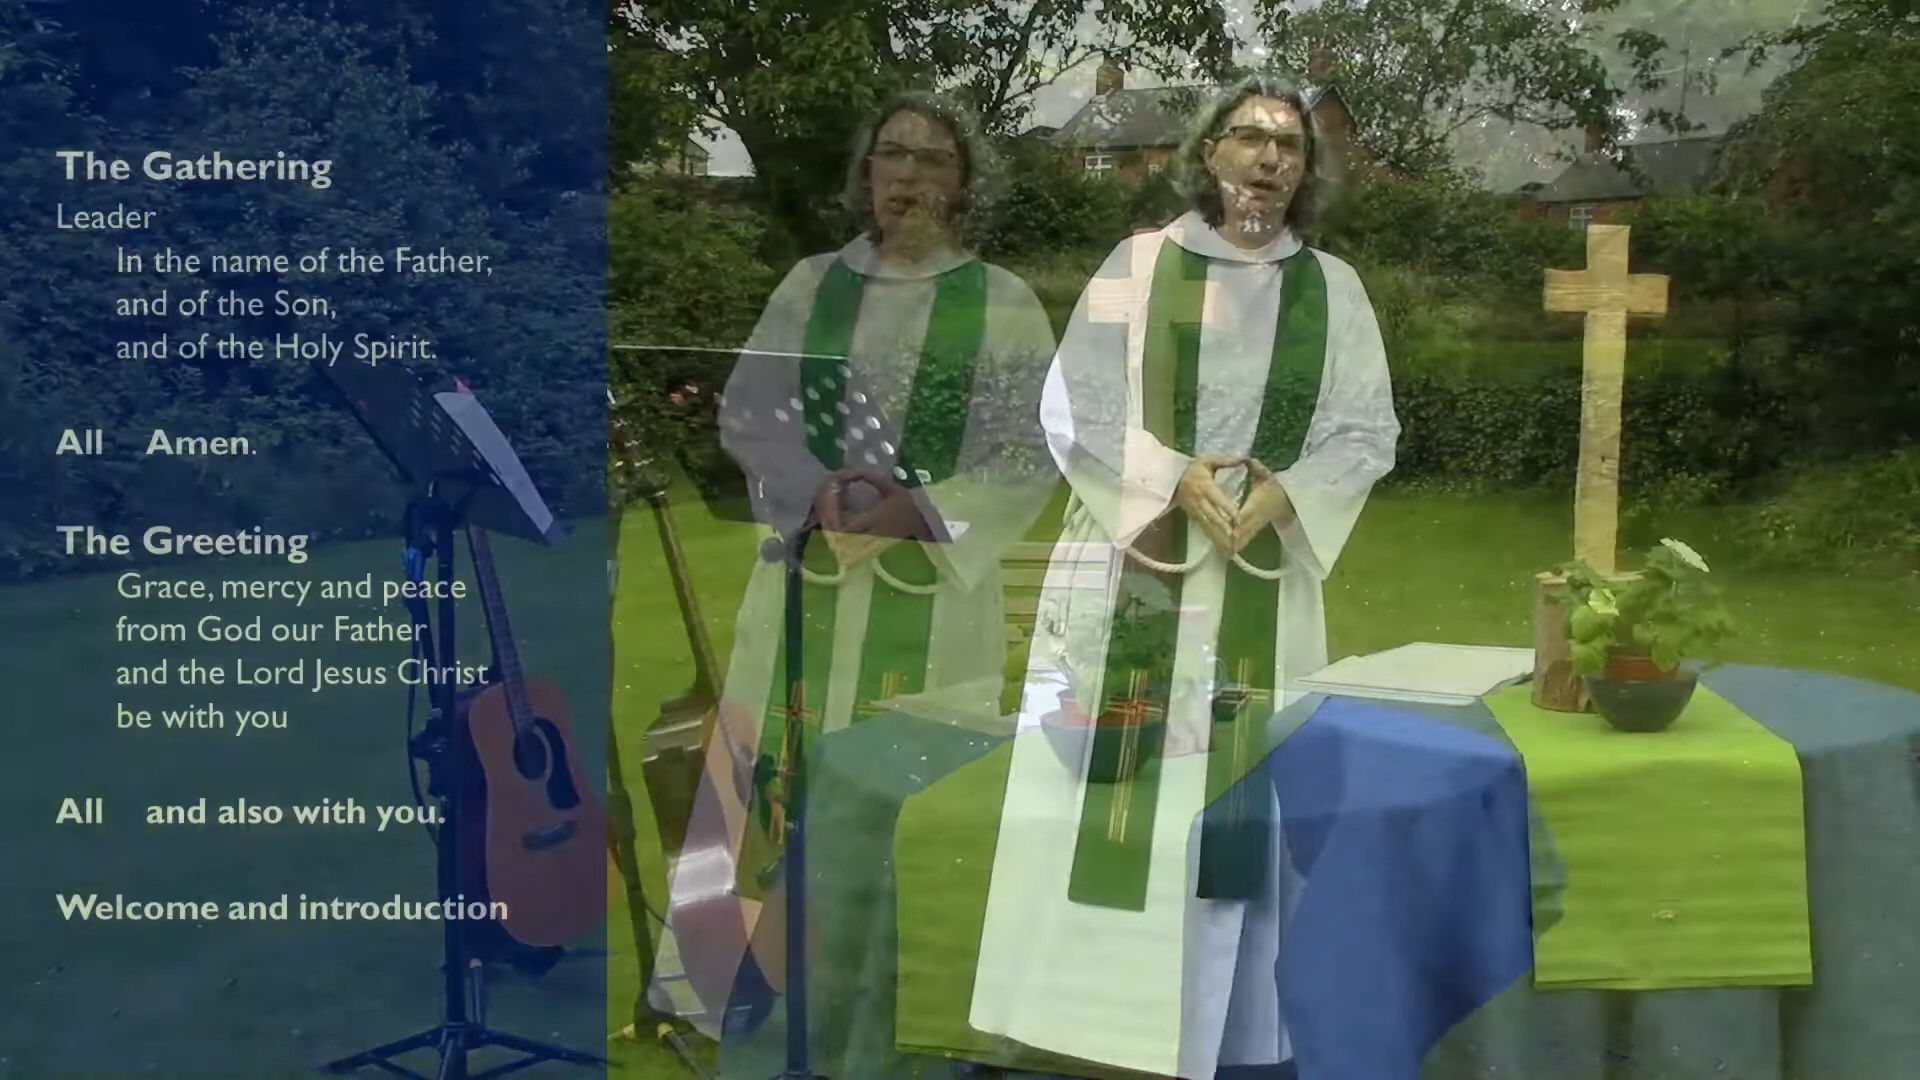 The Gathering
Leader
In the name of the Father,
and of the Son,
and of the Holy Spirit.
All Amen.
The Greeting
Grace, mercy and peace
from God our Father
and the Lord Jesus Christ
be with you
All and also with you.
Welcome and introduction